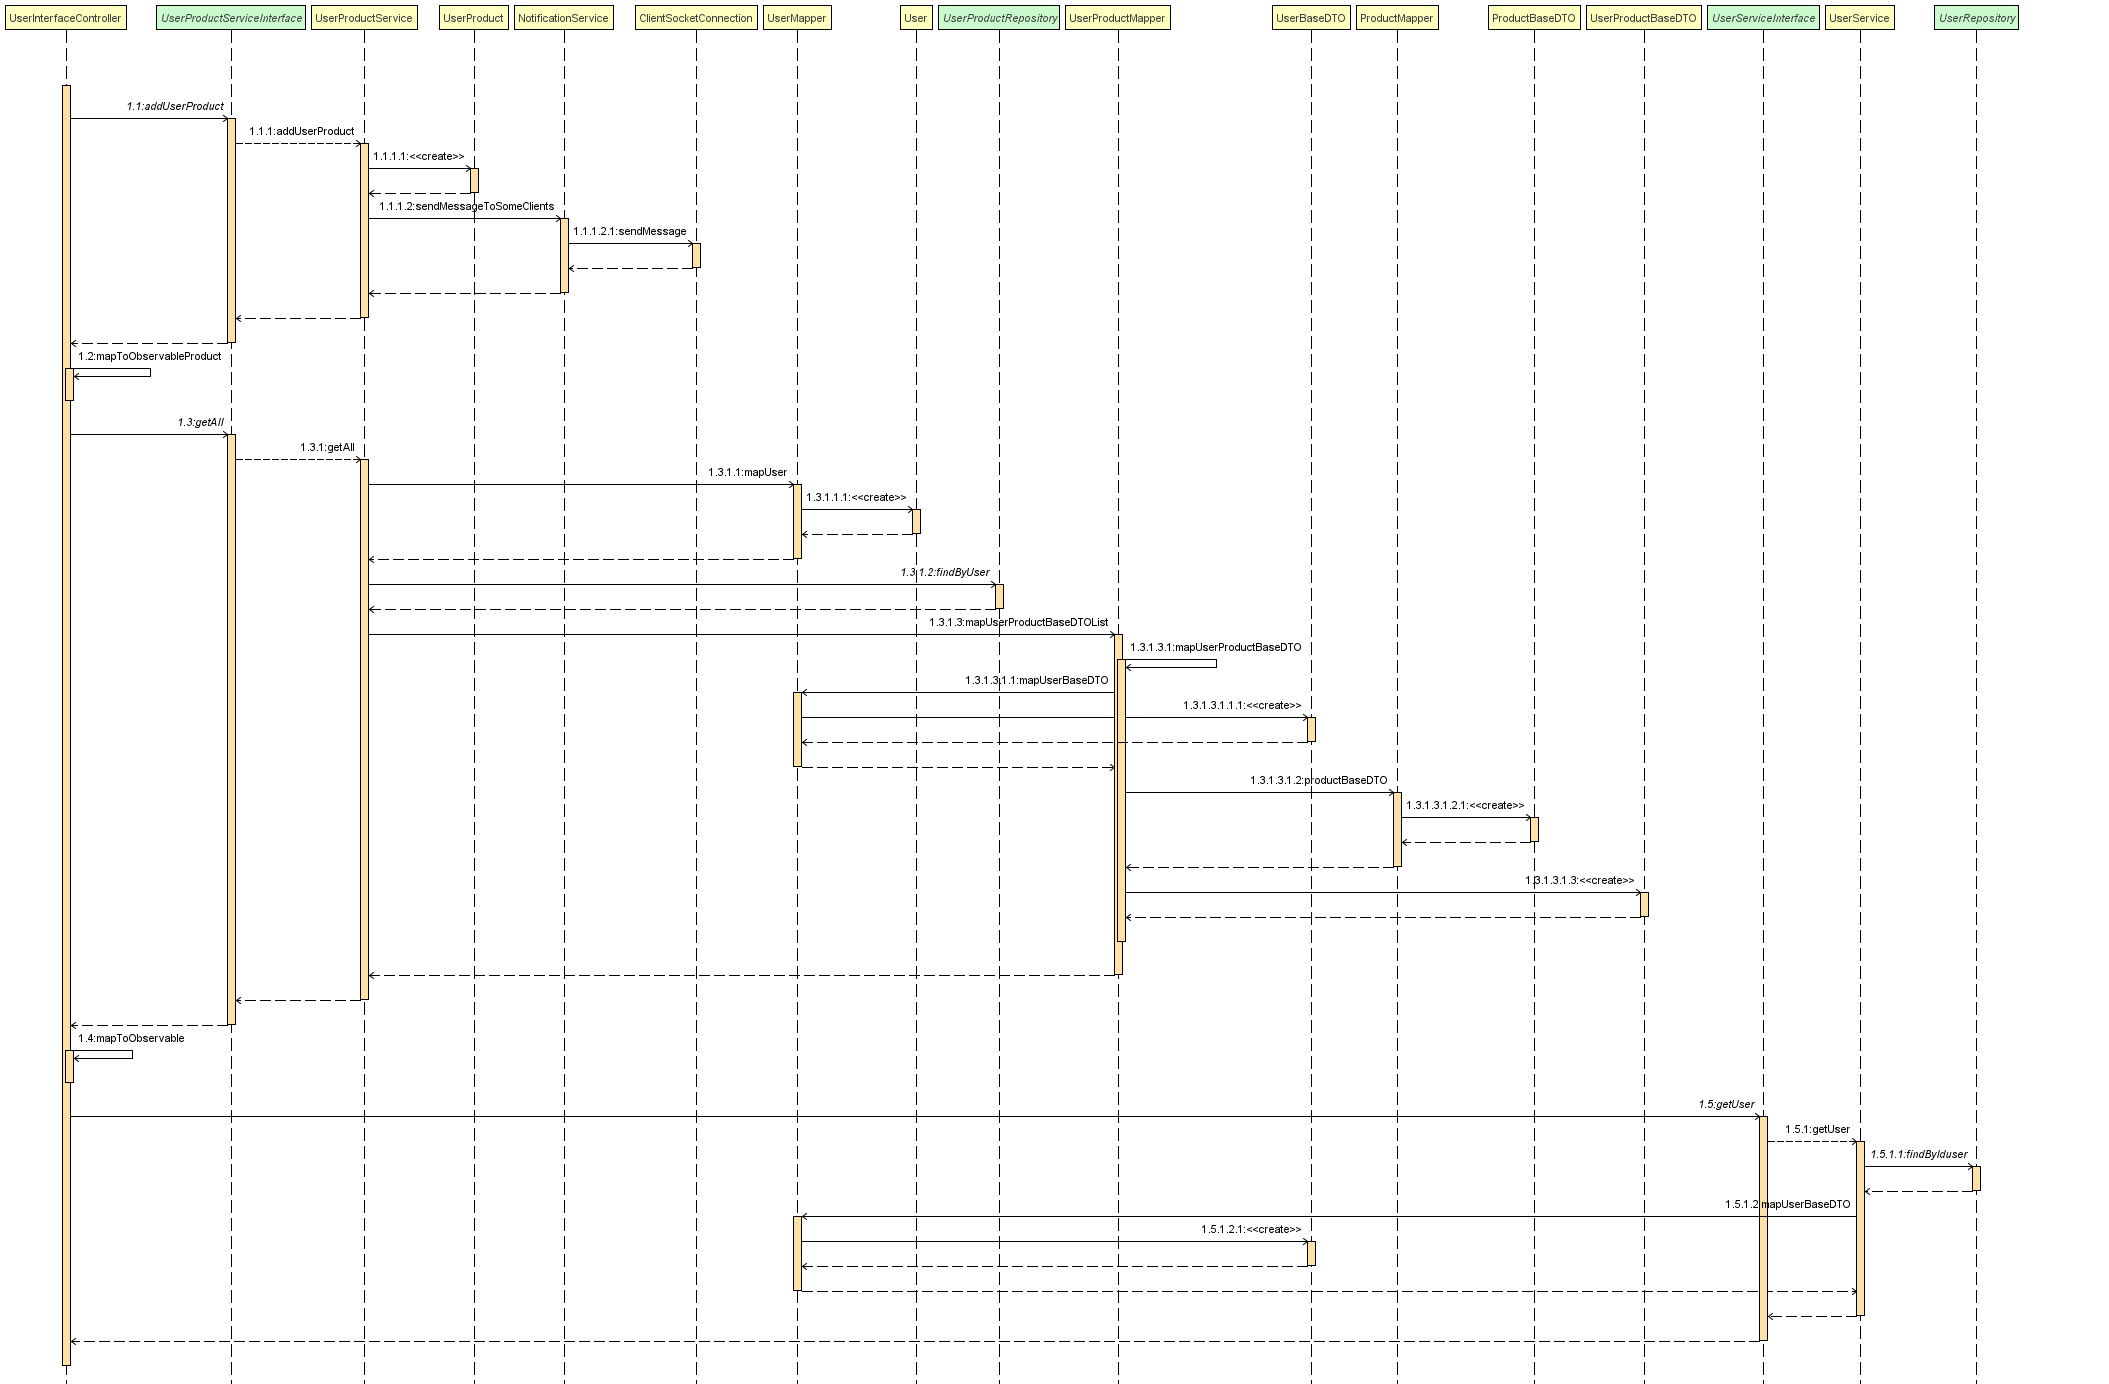 UserInterfaceController
UserProductServiceInterface
UserProductService
UserProduct
NotificationService
ClientSocketConnection
UserMapper
User
UserProductRepository
UserProductMapper
UserBaseDTO
ProductMapper
ProductBaseDTO
UserProductBaseDTO
UserServiceInterface
UserService
UserRepository
1.1:addUserProduct
1.1.1:addUserProduct
1.1.1.1:<<create>>
1.1.1.2:sendMessageToSomeClients
1.1.1.2.1:sendMessage
1.2:mapToObservableProduct
1.3:getAll
1.3.1:getAll
1.3.1.1:mapUser
1.3.1.1.1:<<create>>
1.3.1.2:findByUser
1.3.1.3:mapUserProductBaseDTOList
1.3.1.3.1:mapUserProductBaseDTO
1.3.1.3.1.1:mapUserBaseDTO
1.3.1.3.1.1.1:<<create>>
1.3.1.3.1.2:productBaseDTO
1.3.1.3.1.2.1:<<create>>
1.3.1.3.1.3:<<create>>
1.4:mapToObservable
1.5:getUser
1.5.1:getUser
1.5.1.1:findByIduser
1.5.1.2:mapUserBaseDTO
1.5.1.2.1:<<create>>